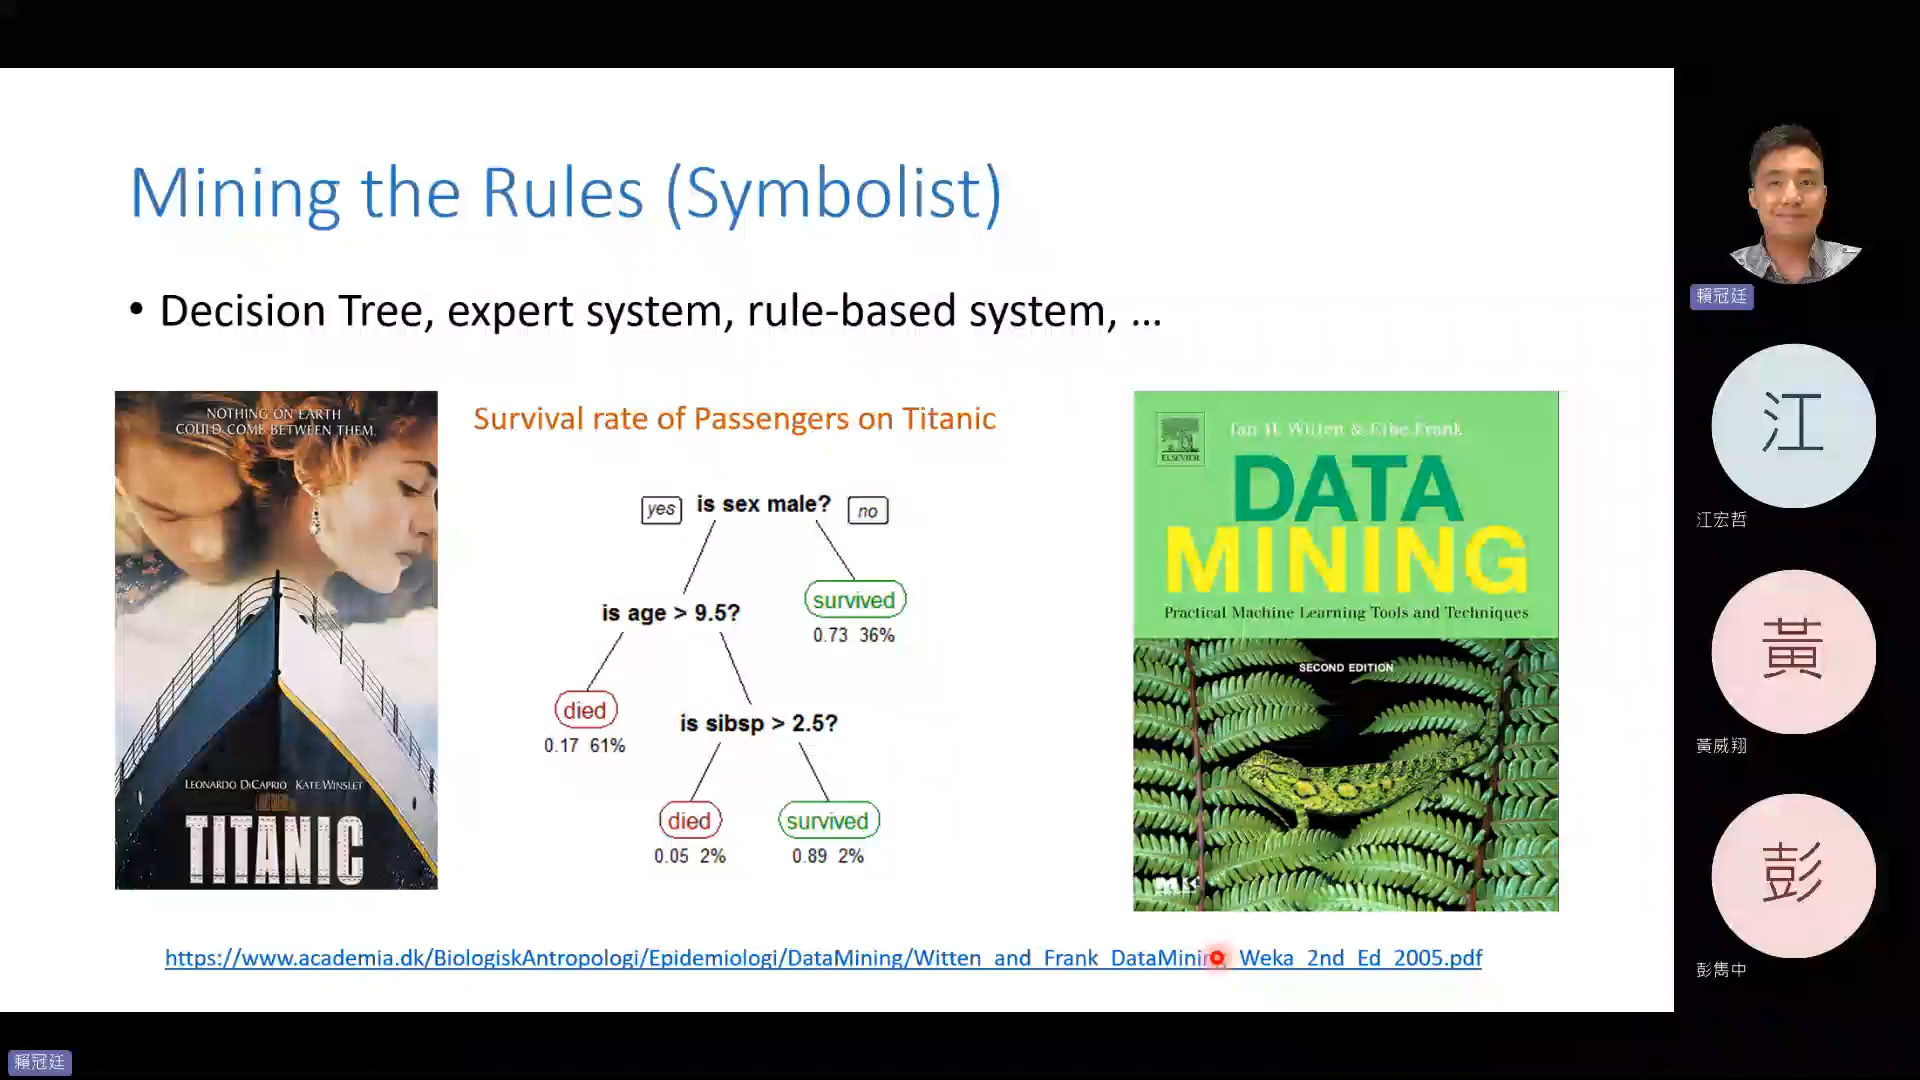 Mining the Rules (Symbolist)
• Decision Tree, expert system, rule-based system, ...
NOTHING ON EARTH
COULD COME BETWEEN THEM.
LEONARDO DICAPRIO KATE WINSLET
TITANIC
Survival rate of Passengers on Titanic
yes is sex male? no
is age > 9.5?
survived
0.73 36%
died
0.17 61%
is sibsp > 2.5?
died
0.05 2%
survived
0.89 2%
ELSEVIER
Ian H. Witten & Eibe Frank
DATA
MINING
Practical Machine Learning Tools and Techniques
SECOND EDITION
https://www.academia.dk/BiologiskAntropologi/Epidemiologi/DataMining/Witten_and_Frank_DataMining_Weka_2nd_Ed_2005.pdf
賴冠廷
江
江宏哲
黃
黃威翔
彭
彭雋中
賴冠廷